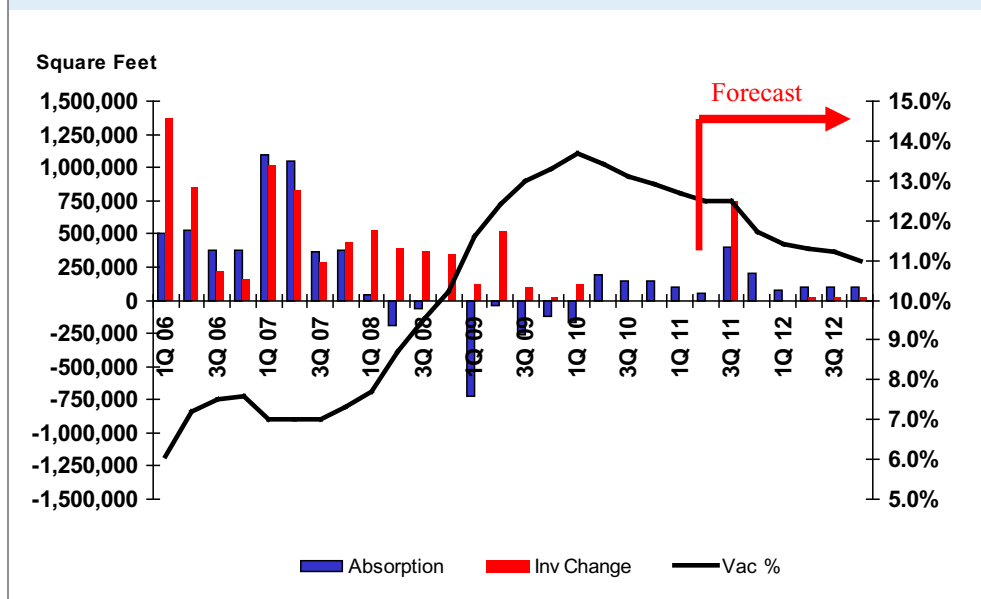 Square Feet
Forecast
1,500,000
1,250,000
1,000,000
750,000
500,000
250,000
0
-250,000
-500,000
-750,000
-1,000,000
-1,250,000
-1,500,000
15.0%
14.0%
13.0%
12.0%
11.0%
10.0%
9.0%
8.0%
7.0%
6.0%
5.0%
1Q 06
3Q 06
1Q 07
3Q 07
1Q 08
3Q 08
1Q 09
3Q 09
1Q 10
3Q 10
1Q 11
3Q 11
1Q 12
3Q 12
Absorption
Inv Change
Vac %